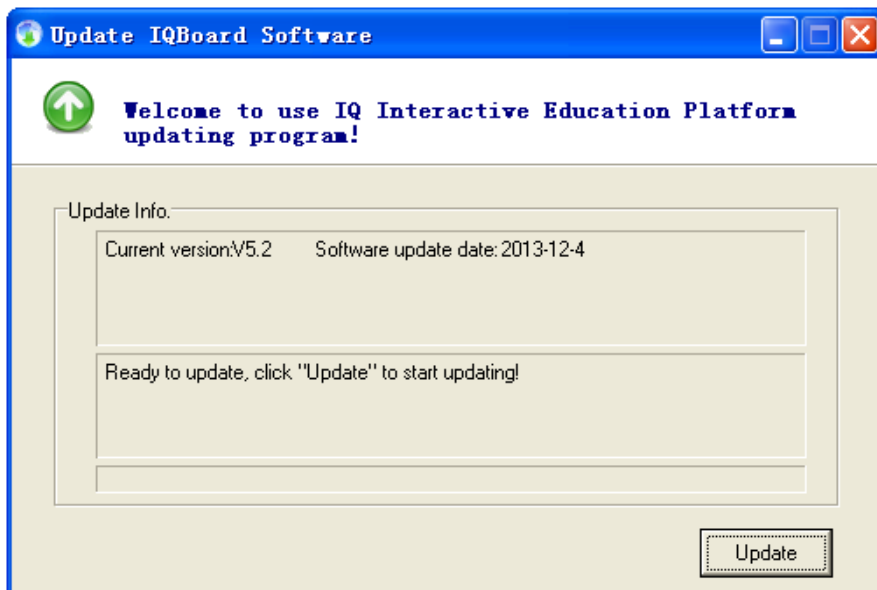 Update IQBoard Software
Welcome to use IQ Interactive Education Platform
updating program!
Update Info.
Current version:V5.2 Software update date: 2013-12-4
Ready to update, click "Update" to start updating!
Update